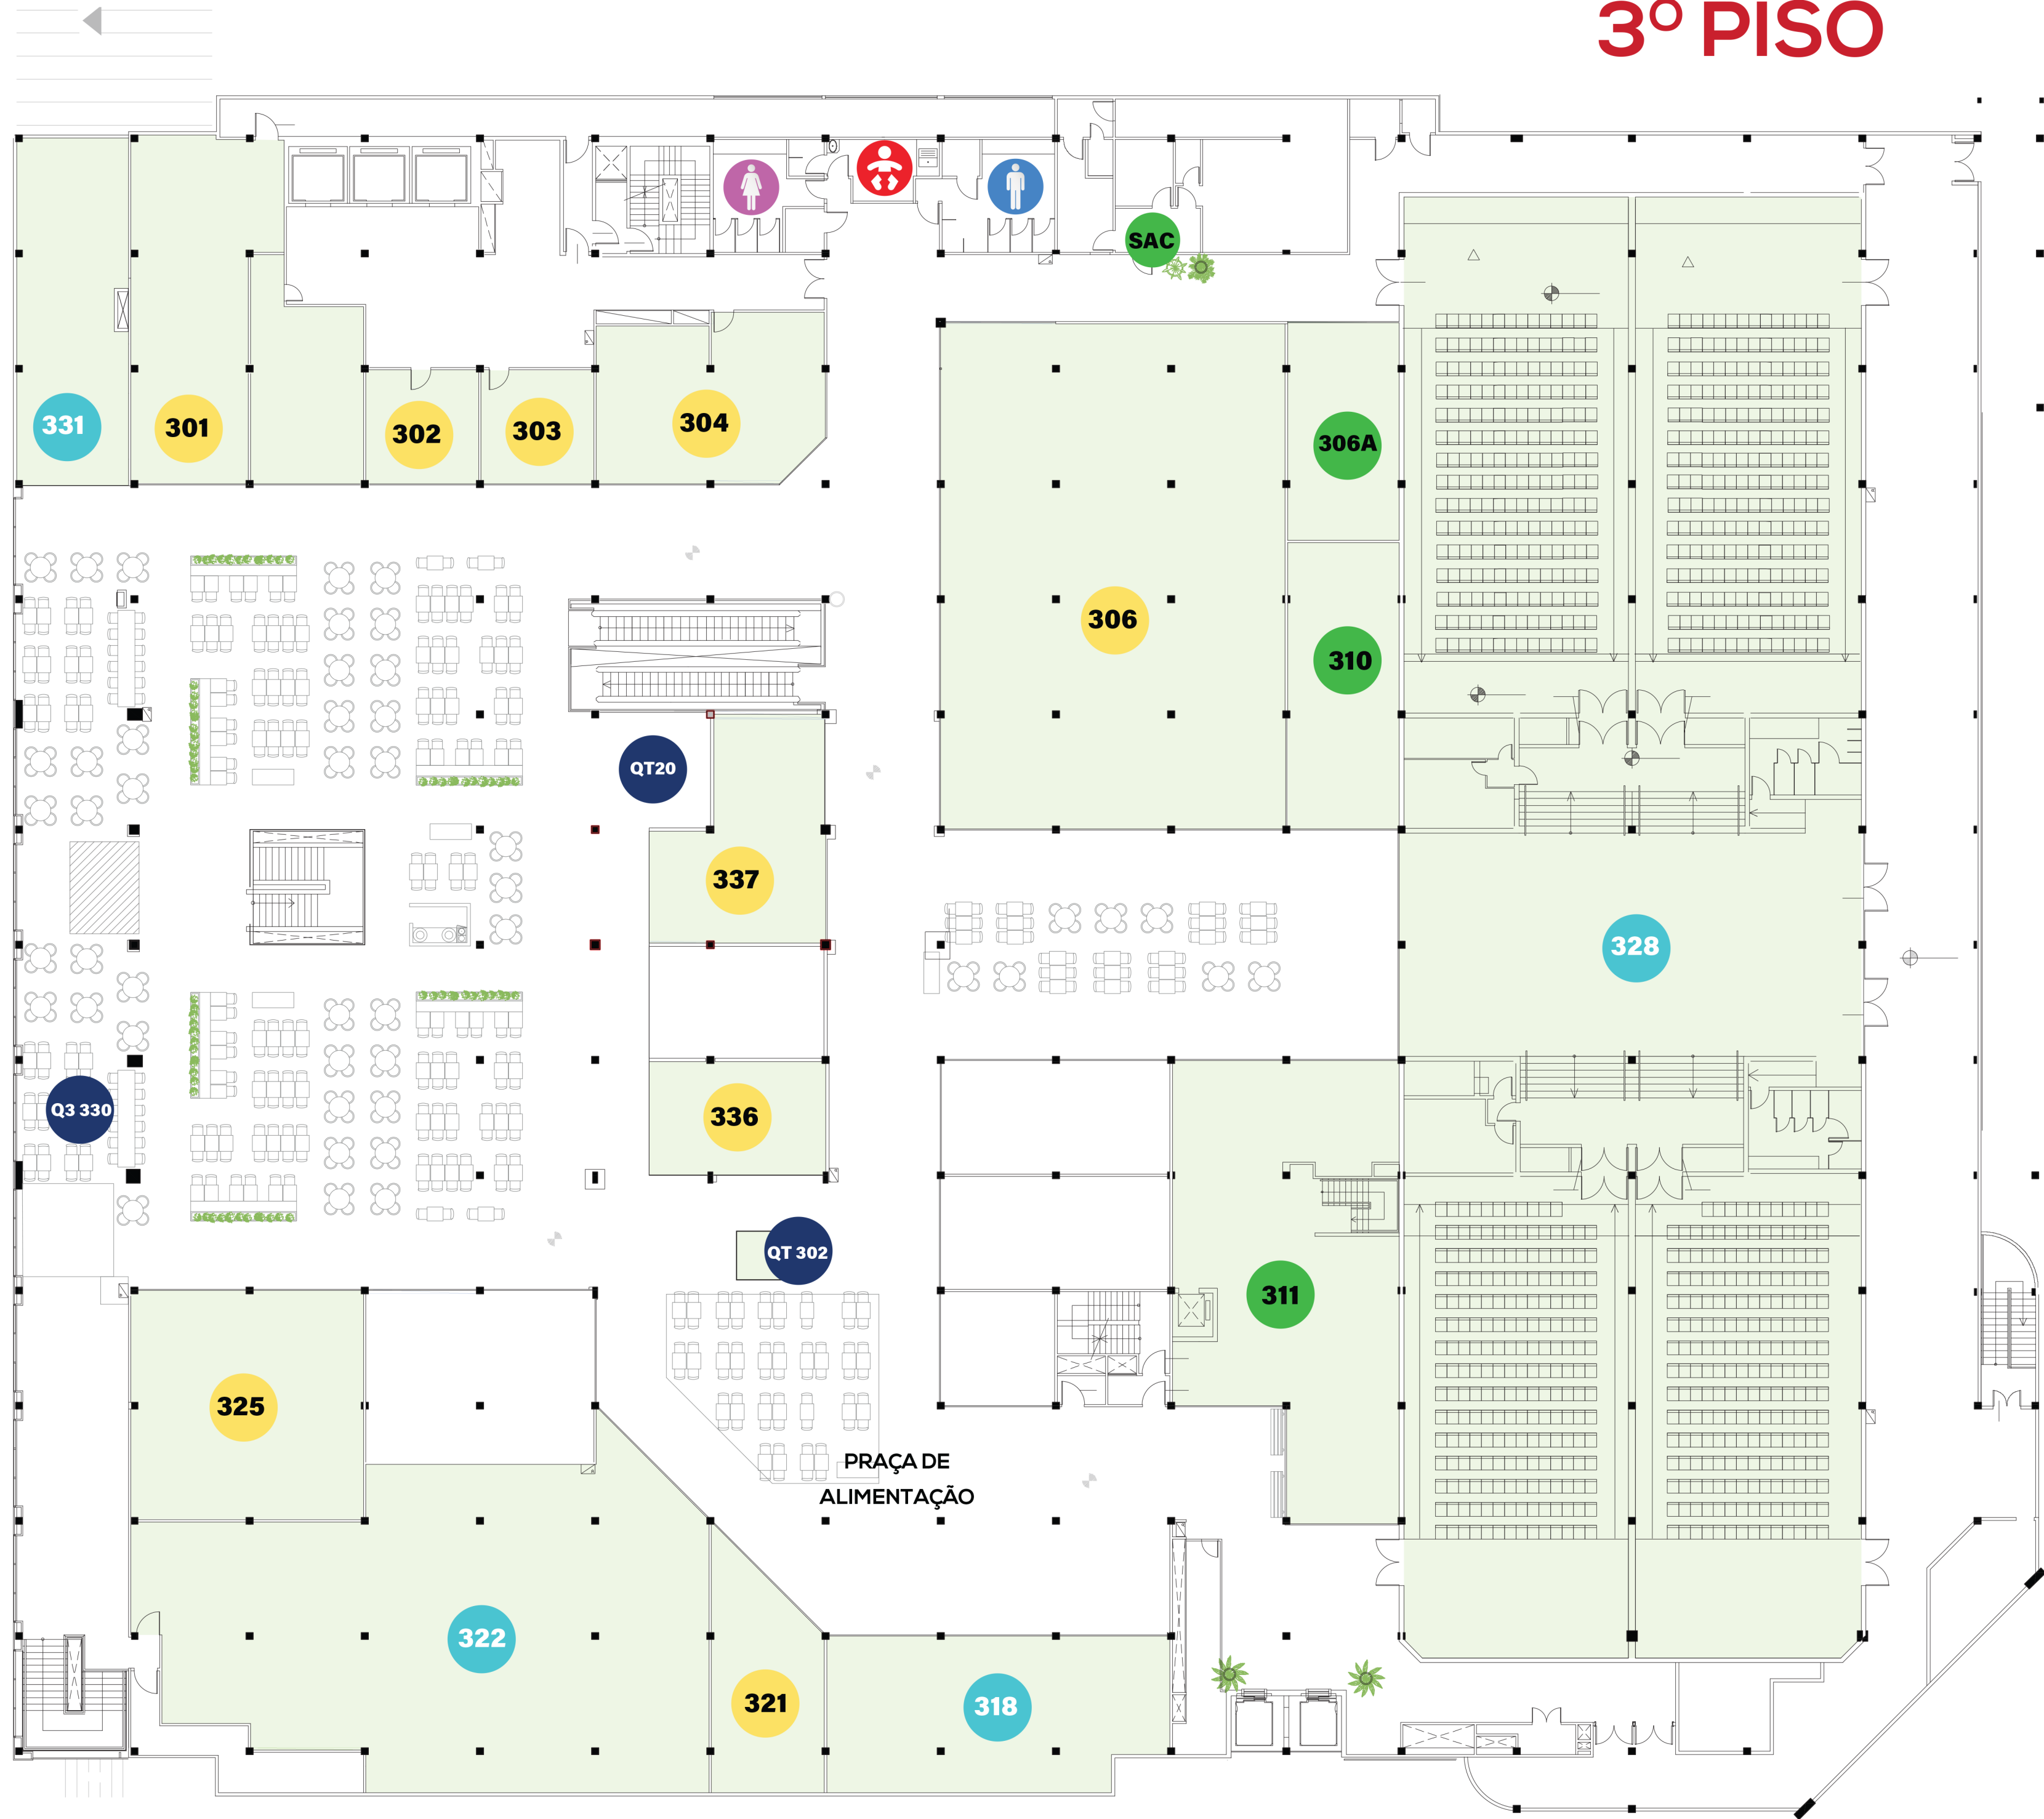 3º PISO
SAC
331
301
302
303
304
306A
306
310
QT20
337
328
Q3 330
336
QT 302
311
325
PRAÇA DE
ALIMENTAÇÃO
322
321
318